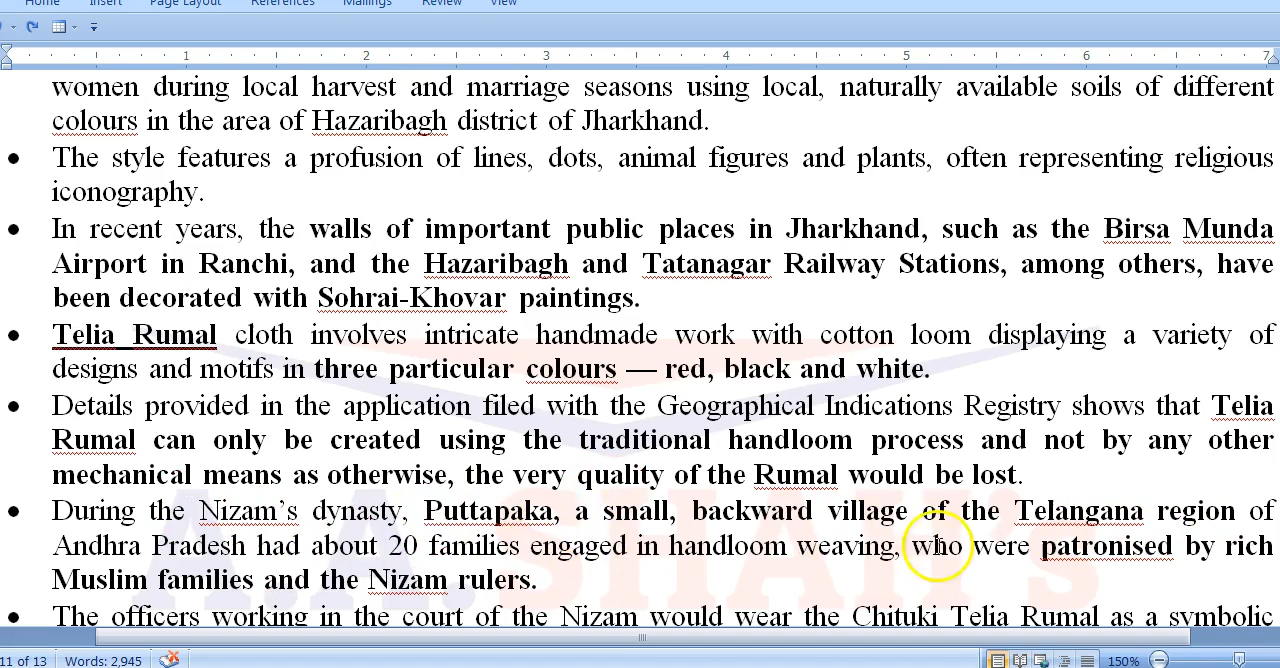 Home Insert Page Layout References Mailings Review View
1 2 3 4 5 6 7
women during local harvest and marriage seasons using local, naturally available soils of different
colours in the area of Hazaribagh district of Jharkhand.
• The style features a profusion of lines, dots, animal figures and plants, often representing religious
iconography.
• In recent years, the walls of important public places in Jharkhand, such as the Birsa Munda
Airport in Ranchi, and the Hazaribagh and Tatanagar Railway Stations, among others, have
been decorated with Sohrai-Khovar paintings.
• Telia Rumal cloth involves intricate handmade work with cotton loom displaying a variety of
designs and motifs in three particular colours — red, black and white.
• Details provided in the application filed with the Geographical Indications Registry shows that Telia
Rumal can only be created using the traditional handloom process and not by any other
mechanical means as otherwise, the very quality of the Rumal would be lost.
• During the Nizam's dynasty, Puttapaka, a small, backward village of the Telangana region of
Andhra Pradesh had about 20 families engaged in handloom weaving, who were patronised by rich
Muslim families and the Nizam rulers.
• The officers working in the court of the Nizam would wear the Chituki Telia Rumal as a symbolic
A.A.SHAH's
11 of 13 Words: 2,945 150%